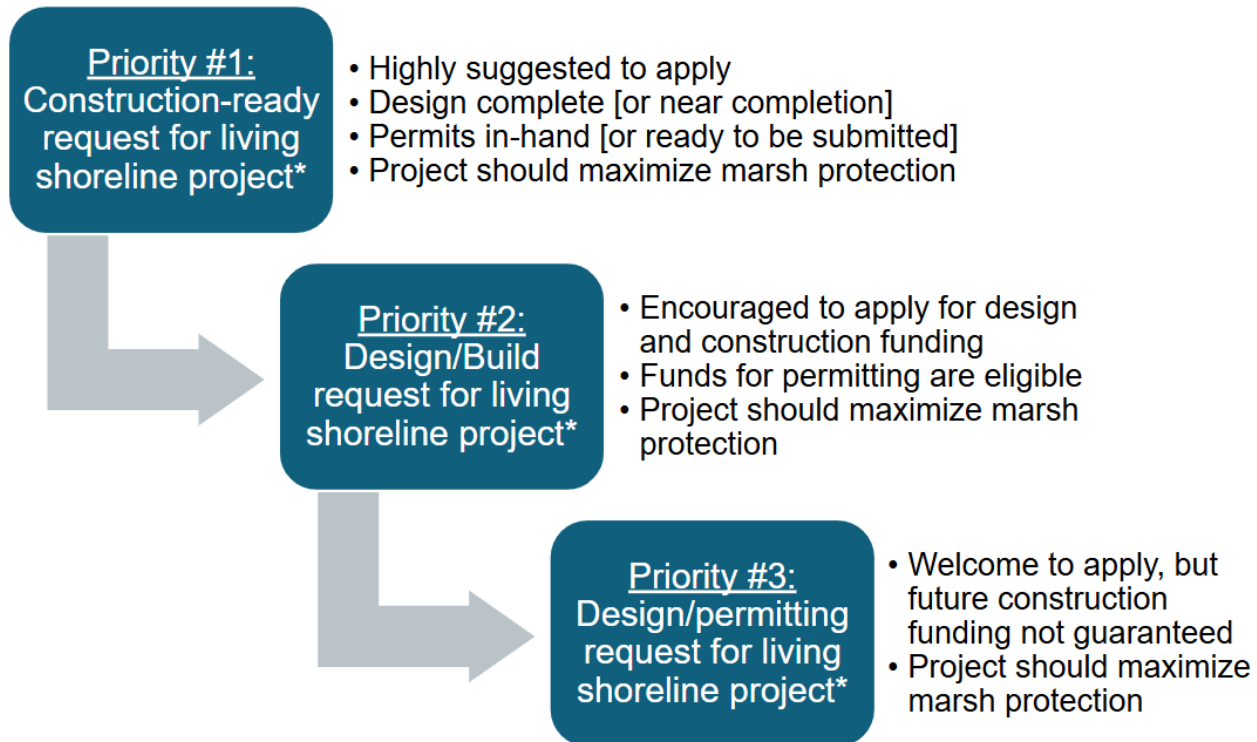 Priority #1:
Construction-ready
request for living
shoreline project*
• Highly suggested to apply
• Design complete [or near completion]
• Permits in-hand [or ready to be submitted]
• Project should maximize marsh protection
Priority #2:
Design/Build
request for living
shoreline project*
• Encouraged to apply for design
and construction funding
• Funds for permitting are eligible
• Project should maximize marsh
protection
Priority #3:
Design/permitting
request for living
shoreline project*
• Welcome to apply, but
future construction
funding not guaranteed
• Project should maximize
marsh protection